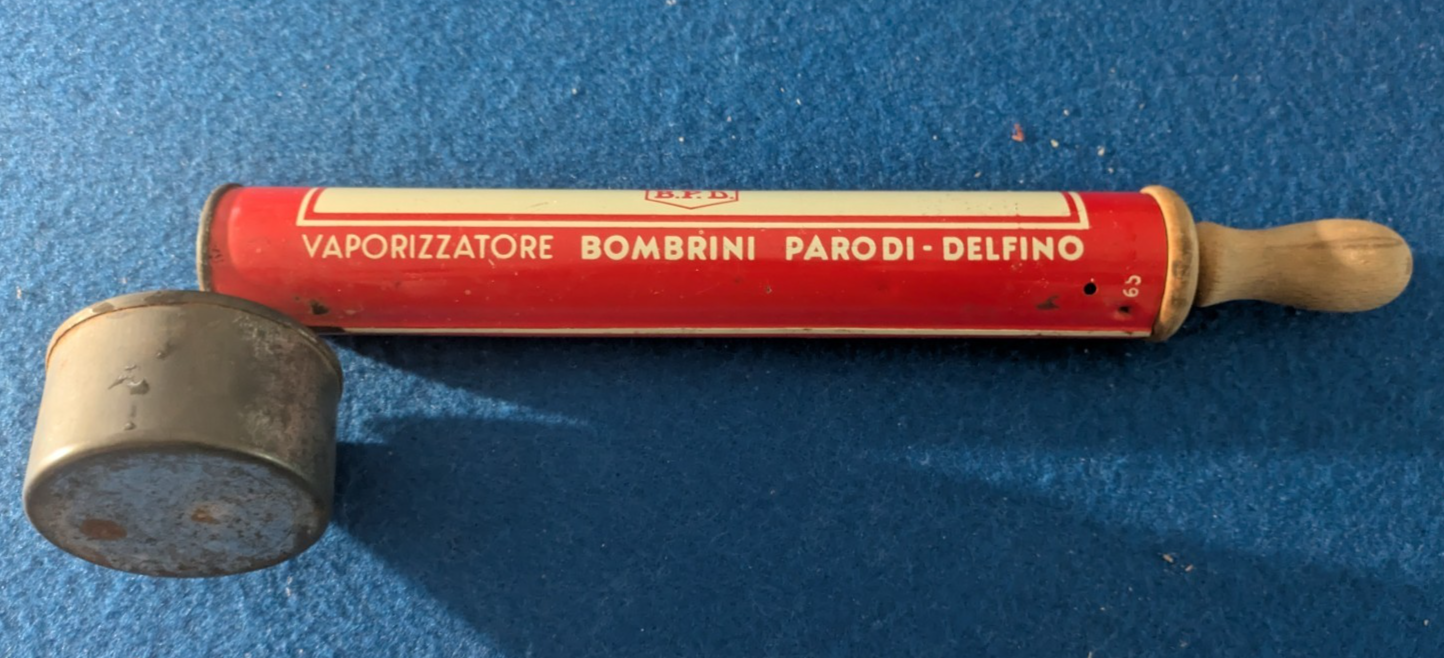 B.P.D.
VAPORIZZATORE BOMBRINI PARODI-DELFINO
65